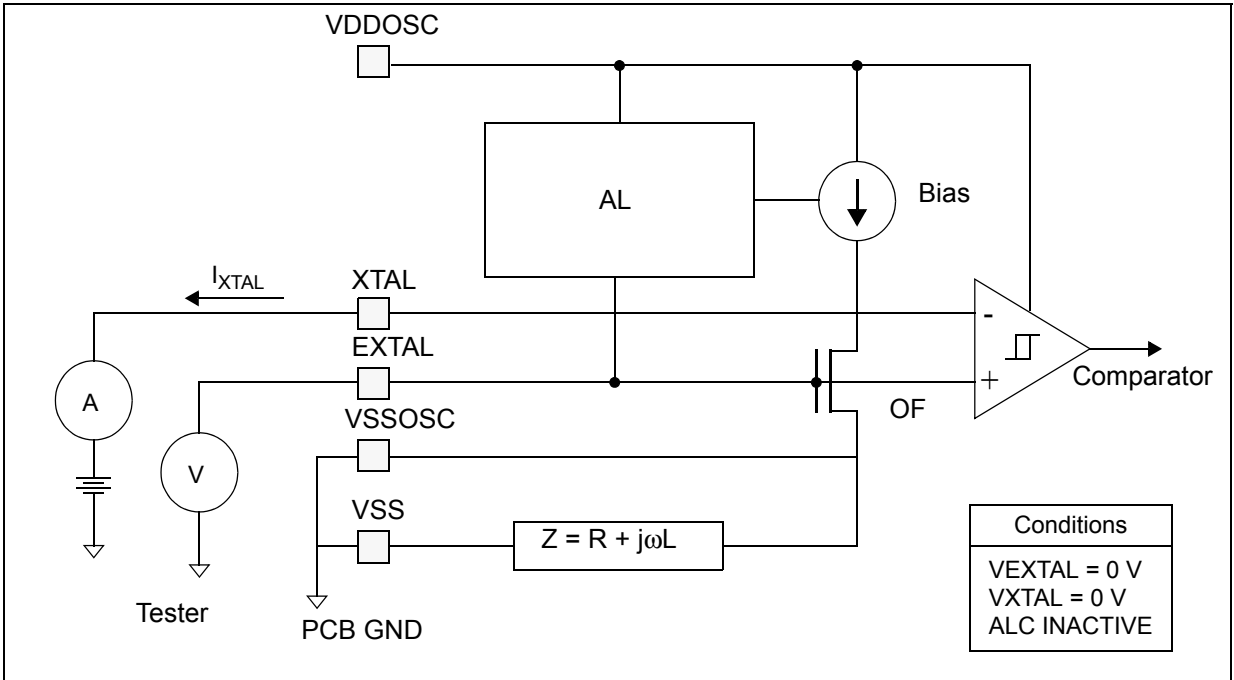 VDDOSC
AL
Bias
I_XTAL
XTAL
-
EXTAL
+
Comparator
A
OF
VSSOSC
V
VSS
Z = R + jωL
Conditions
VEXTAL = 0 V
VXTAL = 0 V
ALC INACTIVE
Tester
PCB GND